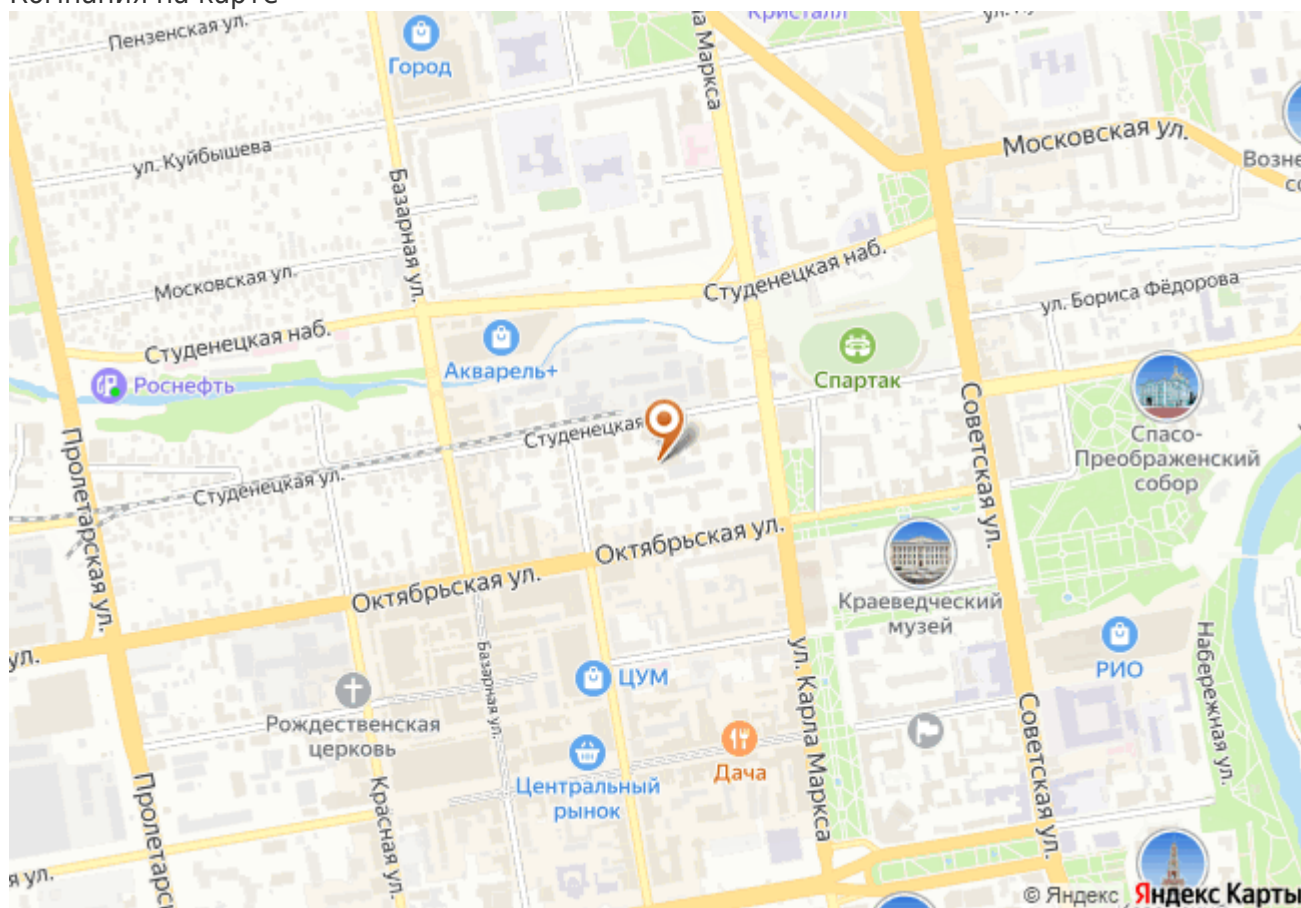 Компания на карте
Кристалл
Пензенская ул.
Город
Московская ул.
ул. Куйбышева
Базарная ул.
Студенецкая наб.
Московская ул.
ул. Бориса Фёдорова
Студенецкая наб.
Акварель+
Роснефть
Спартак
Советская ул.
Спасо-
Преображенский
собор
Студенецкая
Студенецкая ул.
Пролетарская ул.
Октябрьская ул.
Октябрьская ул.
Краеведческий
музей
РИО
Набережная ул.
Базарная ул.
ЦУМ
ул. Карла Маркса
Рождественская
церковь
Советская ул.
Дача
Центральный
рынок
Красная ул.
© Яндекс Яндекс Карты